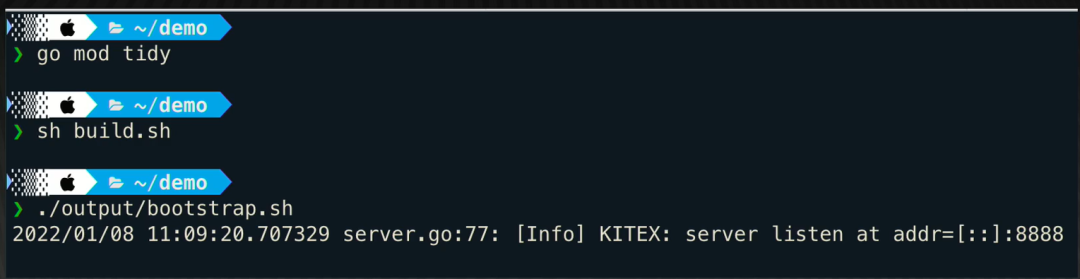 ~/demo
❯ go mod tidy
~/demo
❯ sh build.sh
~/demo
❯ ./output/bootstrap.sh
2022/01/08 11:09:20.707329 server.go:77: [Info] KITEX: server listen at addr=[::]:8888